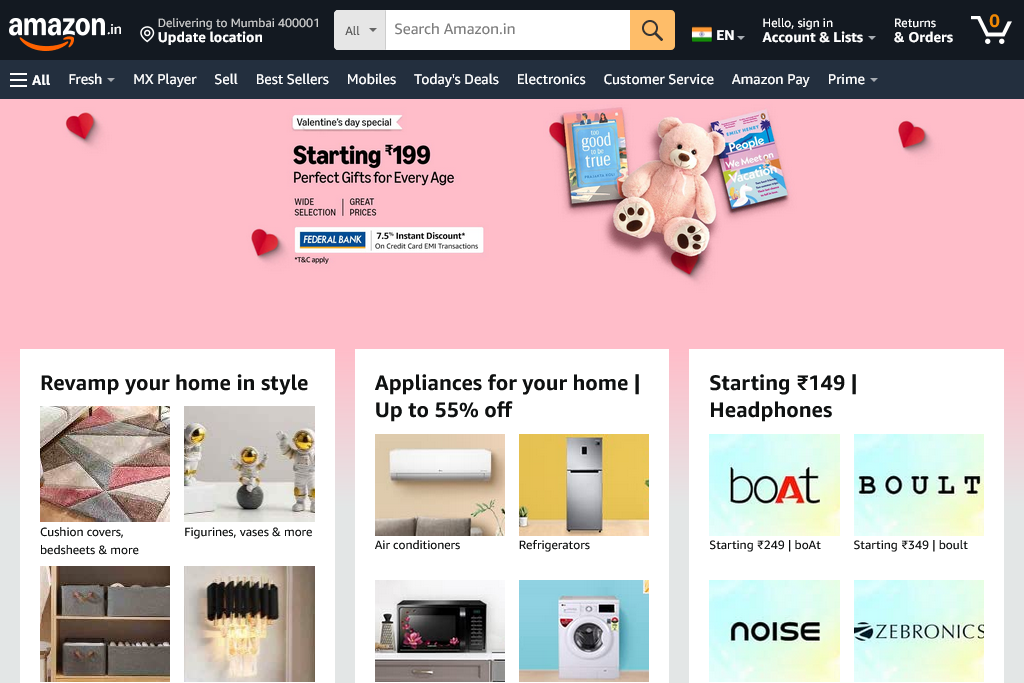 amazon.in
Delivering to Mumbai 400001
Update location
All
Search Amazon.in
EN
Hello, sign in
Account & Lists
Returns
& Orders
0
All
Fresh
MX Player
Sell
Best Sellers
Mobiles
Today's Deals
Electronics
Customer Service
Amazon Pay
Prime
Valentine's day special
Starting ₹199
Perfect Gifts for Every Age
WIDE
SELECTION
GREAT
PRICES
FEDERAL BANK
7.5% Instant Discount*
On Credit Card EMI Transactions
*T&C apply
too
good
to be
true
EMILY HENRY
People
We Meet on
Vacation
Revamp your home in style
Cushion covers,
bedsheets & more
Figurines, vases & more
Appliances for your home |
Up to 55% off
Air conditioners
Refrigerators
Starting ₹149 |
Headphones
boAt
BOULT
Starting ₹249 | boAt
Starting ₹349 | boult
noise
ZEBRONICS